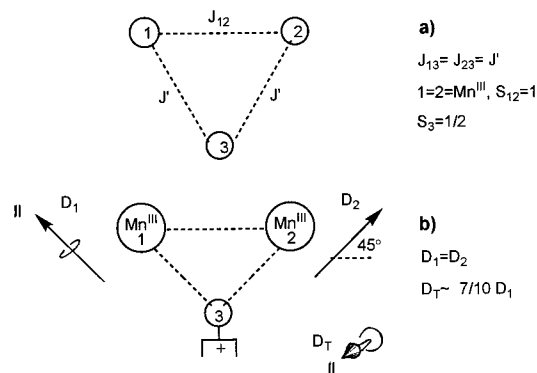 J12
1
2
J'
J'
3
a)
J13= J23= J'
1=2=MnIII, S12=1
S3=1/2
II
D1
MnIII
1
MnIII
2
D2
45°
3
+
DT
II
b)
D1=D2
DT~ 7/10 D1